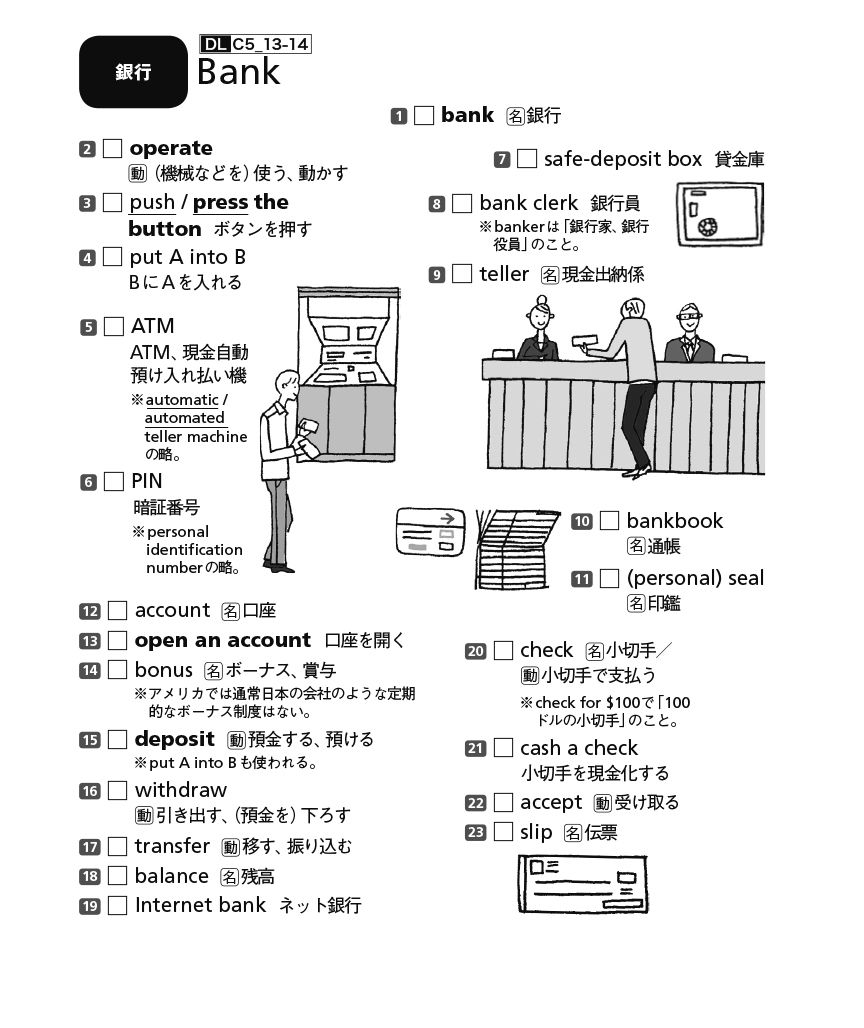 銀行
DL C5_13-14
Bank
1 □ bank 名銀行
2 □ operate
動（機械などを）使う、動かす
3 □ push / press the
button ボタンを押す
4 □ put A into B
BにAを入れる
5 □ ATM
ATM、現金自動
預け入れ払い機
※automatic /
automated
teller machine
の略。
6 □ PIN
暗証番号
※personal
identification
numberの略。
7 □ safe-deposit box 貸金庫
8 □ bank clerk 銀行員
※bankerは「銀行家、銀行
役員」のこと。
9 □ teller 名現金出納係
10 □ bankbook
名通帳
11 □ (personal) seal
名印鑑
12 □ account 名口座
13 □ open an account 口座を開く
14 □ bonus 名ボーナス、賞与
※アメリカでは通常日本の会社のような定期
的なボーナス制度はない。
15 □ deposit 動預金する、預ける
※put A into Bも使われる。
16 □ withdraw
動引き出す、（預金を）下ろす
17 □ transfer 動移す、振り込む
18 □ balance 名残高
19 □ Internet bank ネット銀行
20 □ check 名小切手／
動小切手で支払う
※check for $100で「100
ドルの小切手」のこと。
21 □ cash a check
小切手を現金化する
22 □ accept 動受け取る
23 □ slip 名伝票